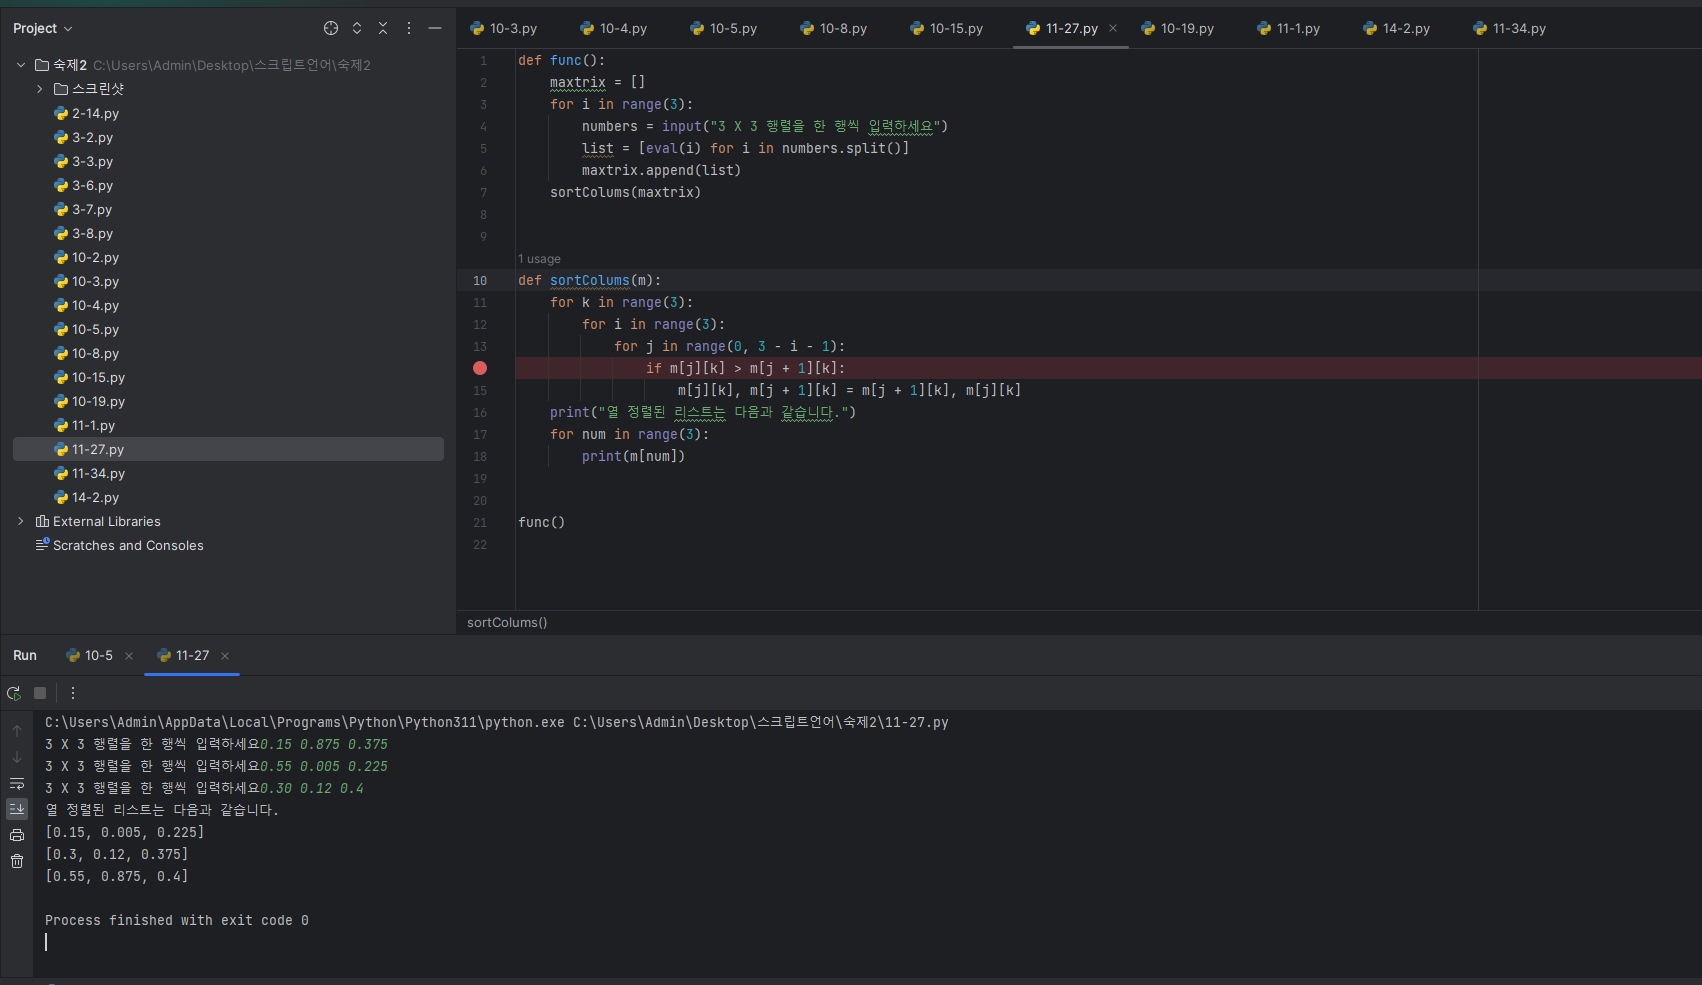 Project
숙제2 C:\Users\Admin\Desktop\스크립트언어\숙제2
스크린샷
2-14.py
3-2.py
3-3.py
3-6.py
3-7.py
3-8.py
10-2.py
10-3.py
10-4.py
10-5.py
10-8.py
10-15.py
10-19.py
11-1.py
11-27.py
11-34.py
14-2.py
External Libraries
Scratches and Consoles
10-3.py 10-4.py 10-5.py 10-8.py 10-15.py 11-27.py 10-19.py 11-1.py 14-2.py 11-34.py
1 def func():
2     maxtrix = []
3     for i in range(3):
4         numbers = input("3 X 3 행렬을 한 행씩 입력하세요")
5         list = [eval(i) for i in numbers.split()]
6         maxtrix.append(list)
7     sortColums(maxtrix)
8
9
1 usage
10 def sortColums(m):
11     for k in range(3):
12         for i in range(3):
13             for j in range(0, 3 - i - 1):
                if m[j][k] > m[j + 1][k]:
15                     m[j][k], m[j + 1][k] = m[j + 1][k], m[j][k]
16     print("열 정렬된 리스트는 다음과 같습니다.")
17     for num in range(3):
18         print(m[num])
19
20
21 func()
22
sortColums()
Run 10-5 11-27
C:\Users\Admin\AppData\Local\Programs\Python\Python311\python.exe C:\Users\Admin\Desktop\스크립트언어\숙제2\11-27.py
3 X 3 행렬을 한 행씩 입력하세요0.15 0.875 0.375
3 X 3 행렬을 한 행씩 입력하세요0.55 0.005 0.225
3 X 3 행렬을 한 행씩 입력하세요0.30 0.12 0.4
열 정렬된 리스트는 다음과 같습니다.
[0.15, 0.005, 0.225]
[0.3, 0.12, 0.375]
[0.55, 0.875, 0.4]
Process finished with exit code 0